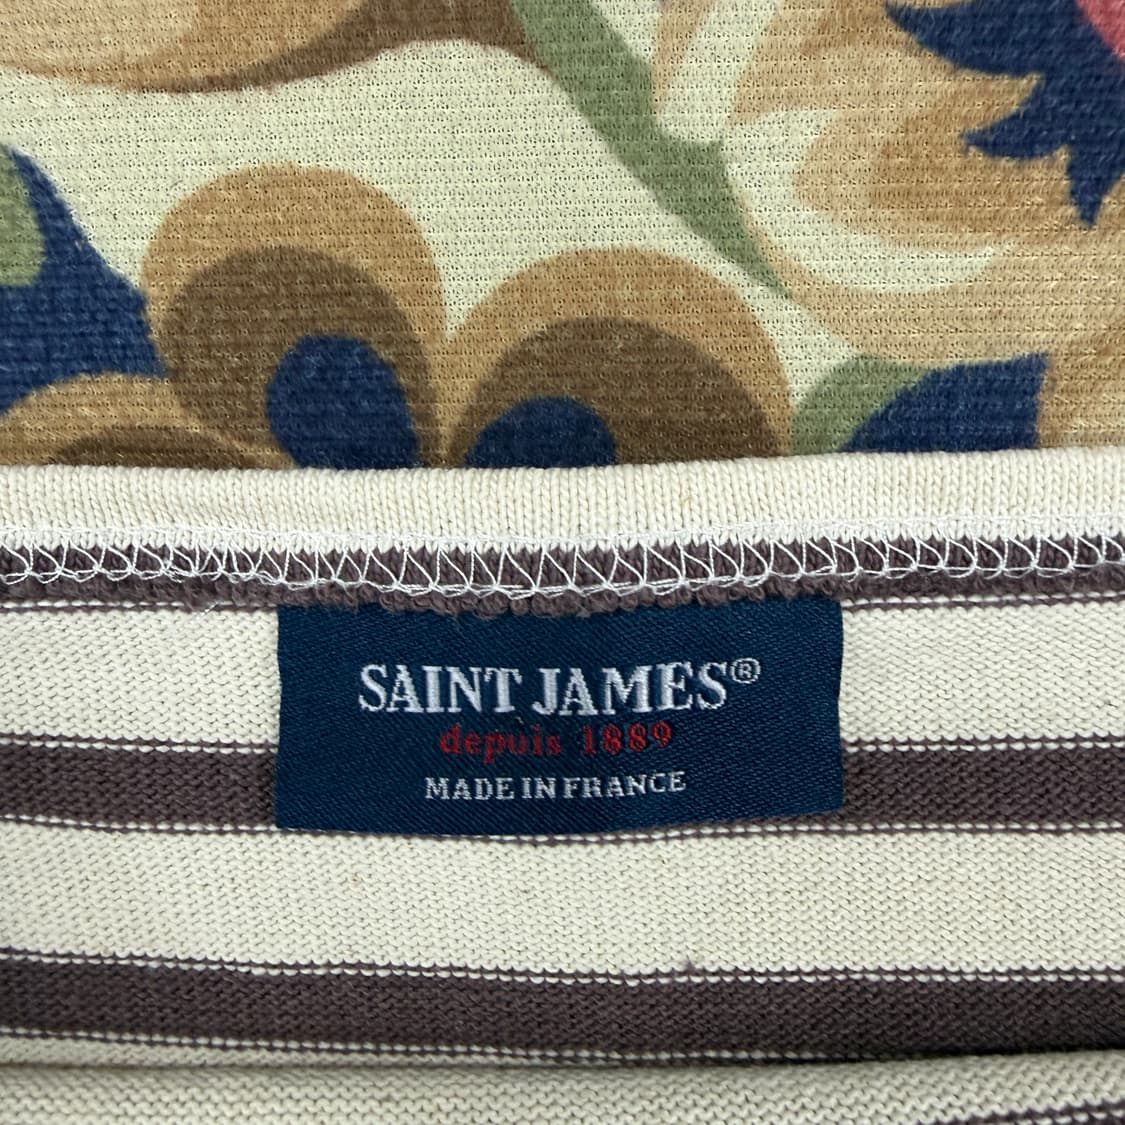 SAINT JAMES®
depuis 1889
MADE IN FRANCE